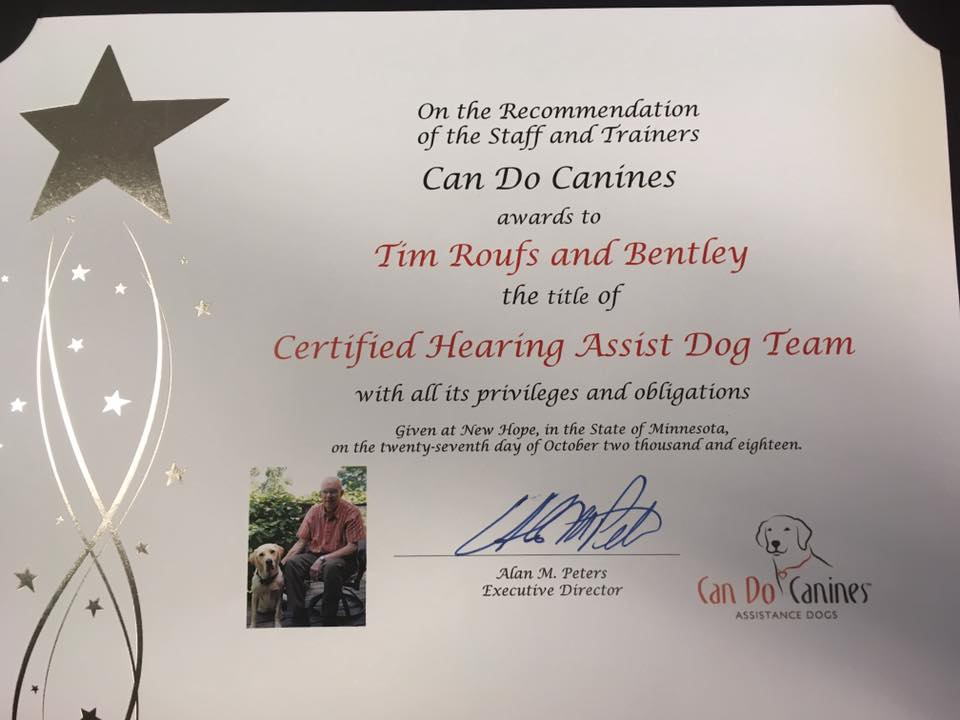 On the Recommendation
of the Staff and Trainers
Can Do Canines
awards to
Tim Roufs and Bentley
the title of
Certified Hearing Assist Dog Team
with all its privileges and obligations
Given at New Hope, in the State of Minnesota,
on the twenty-seventh day of October two thousand and eighteen.
Alan M. Peters
Executive Director
Can Do Canines
ASSISTANCE DOGS